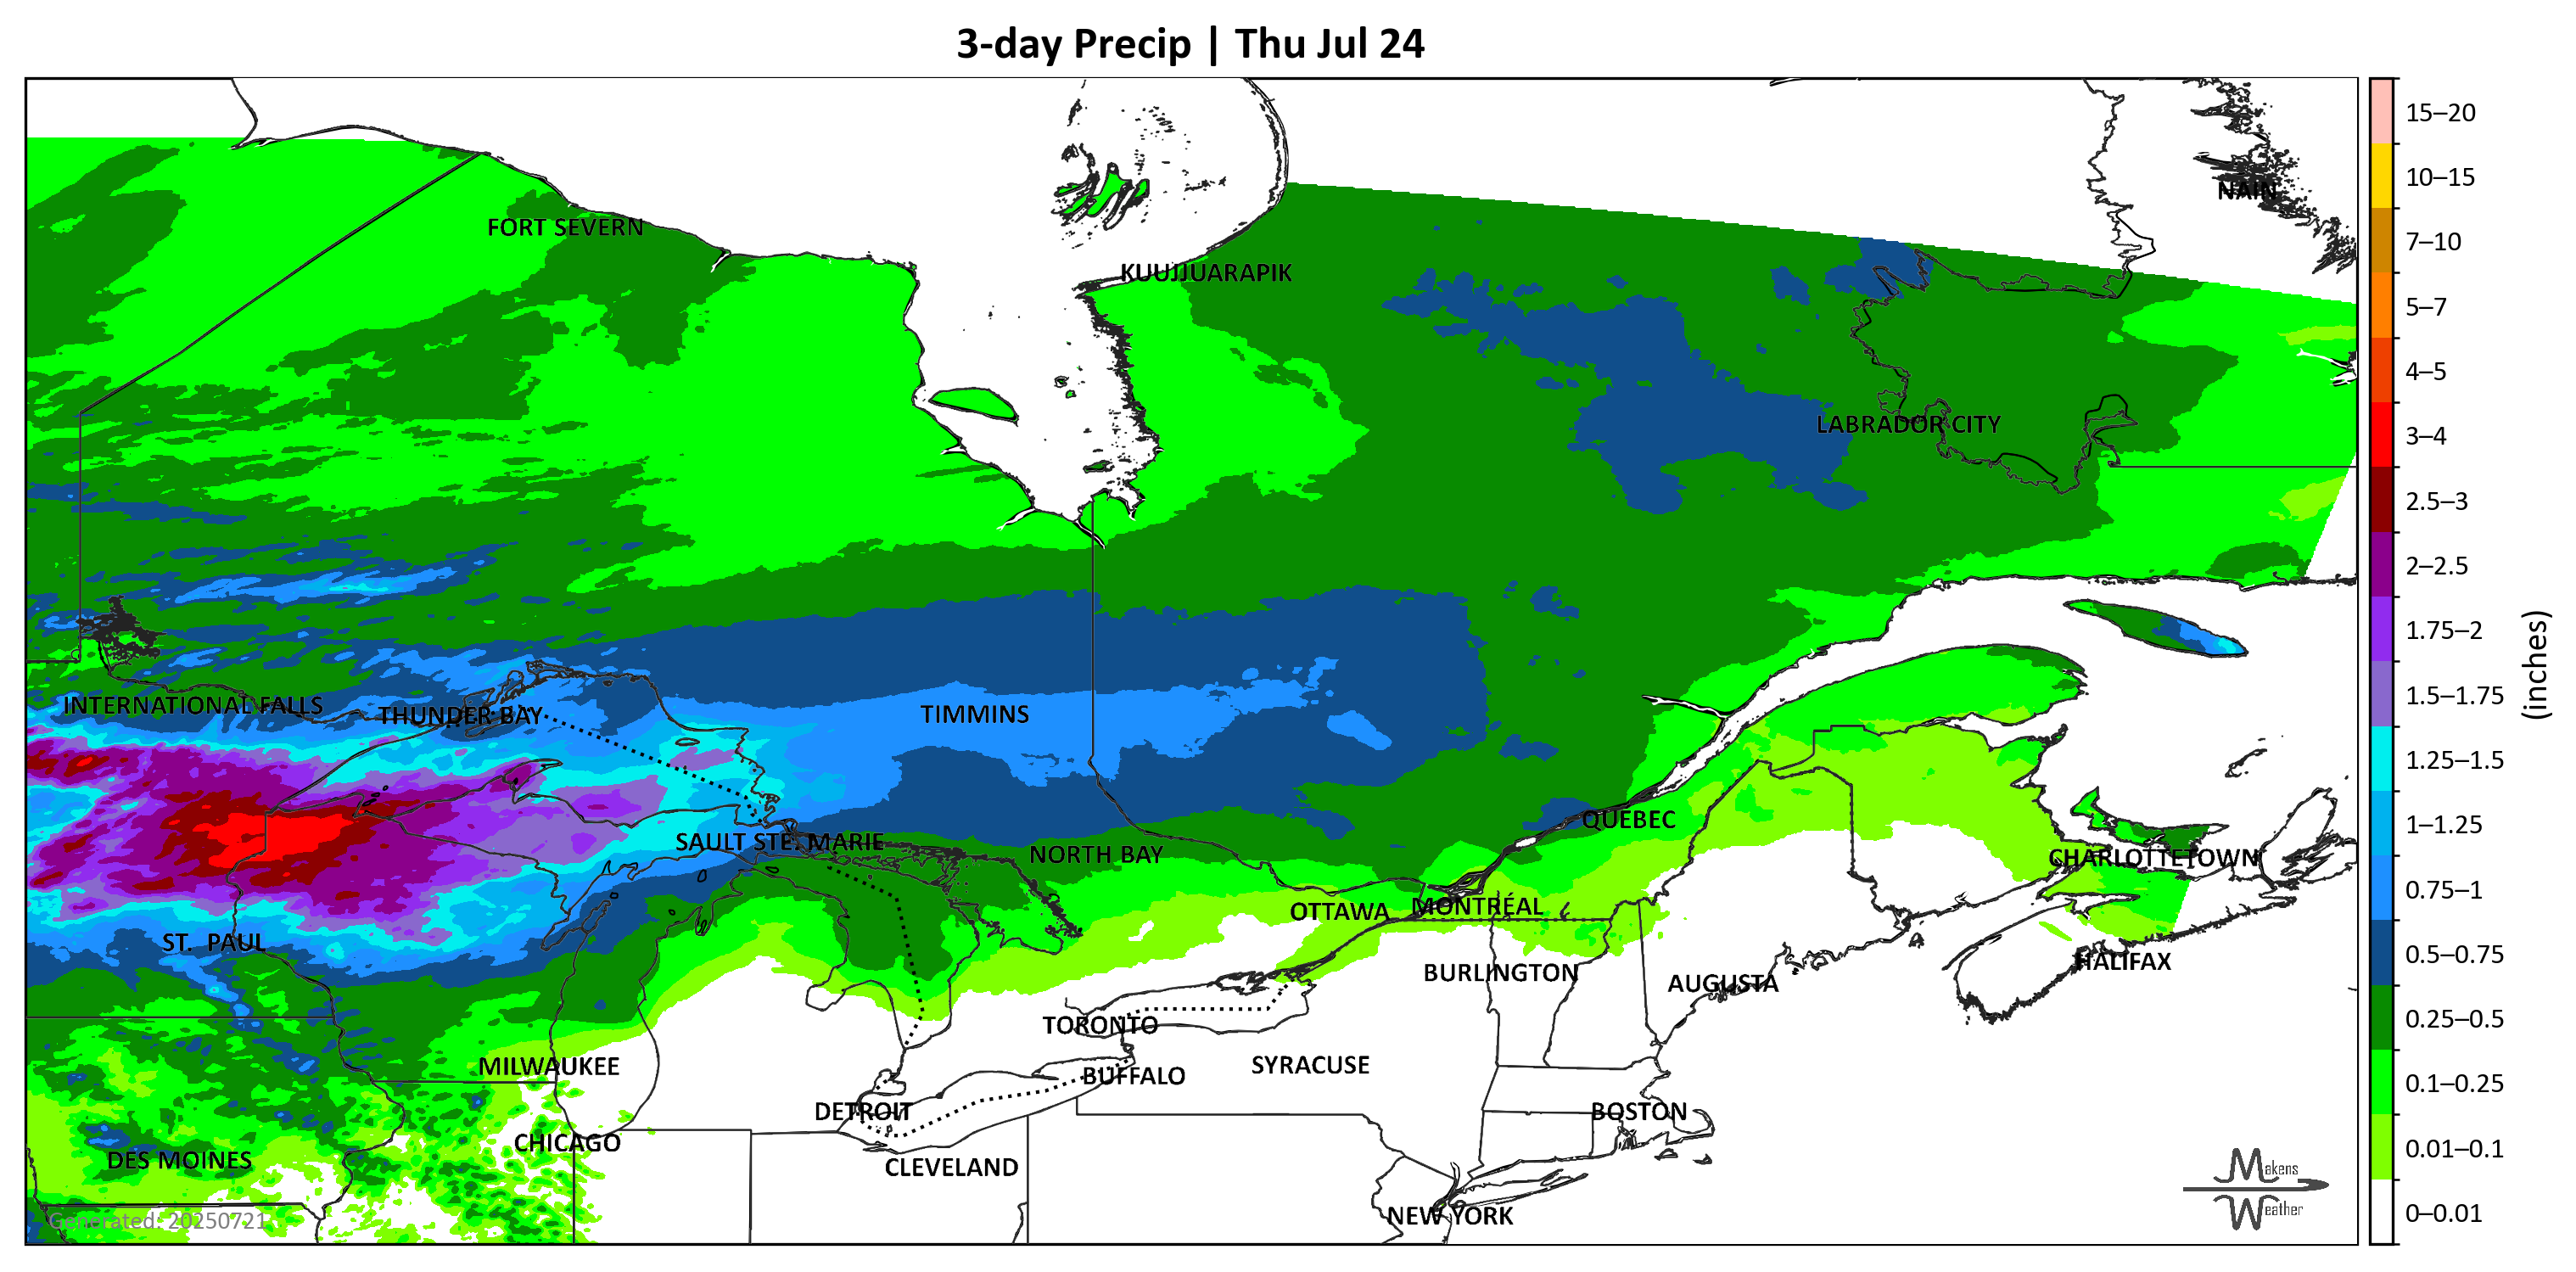 3-day Precip | Thu Jul 24
NAIN
FORT SEVERN
KUUJJUARAPIK
LABRADOR CITY
INTERNATIONAL FALLS
THUNDER BAY
TIMMINS
QUEBEC
SAULT STE. MARIE
NORTH BAY
CHARLOTTETOWN
OTTAWA
MONTRÉAL
ST. PAUL
HALIFAX
BURLINGTON
AUGUSTA
TORONTO
SYRACUSE
MILWAUKEE
BUFFALO
DETROIT
BOSTON
CHICAGO
DES MOINES
CLEVELAND
NEW YORK
Generated: 20250721
Makens
Weather
15–20
10–15
7–10
5–7
4–5
3–4
2.5–3
2–2.5
1.75–2
1.5–1.75
1.25–1.5
1–1.25
0.75–1
0.5–0.75
0.25–0.5
0.1–0.25
0.01–0.1
0–0.01
(inches)